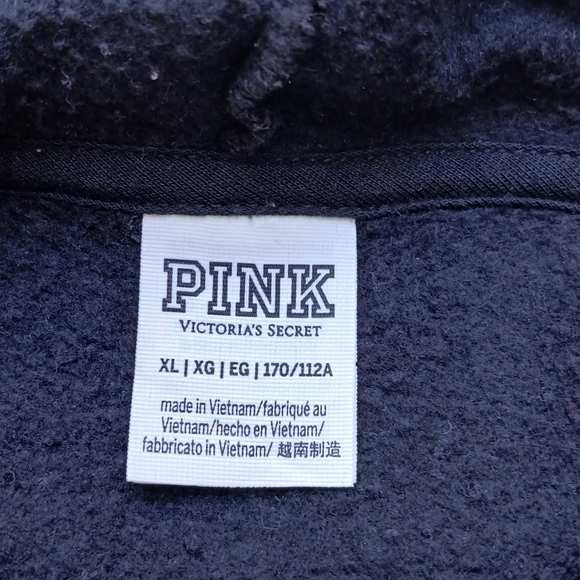 PINK
VICTORIA'S SECRET
XL | XG | EG | 170/112A
made in Vietnam/fabriqué au
Vietnam/hecho en Vietnam/
fabbricato in Vietnam/ 越南制造